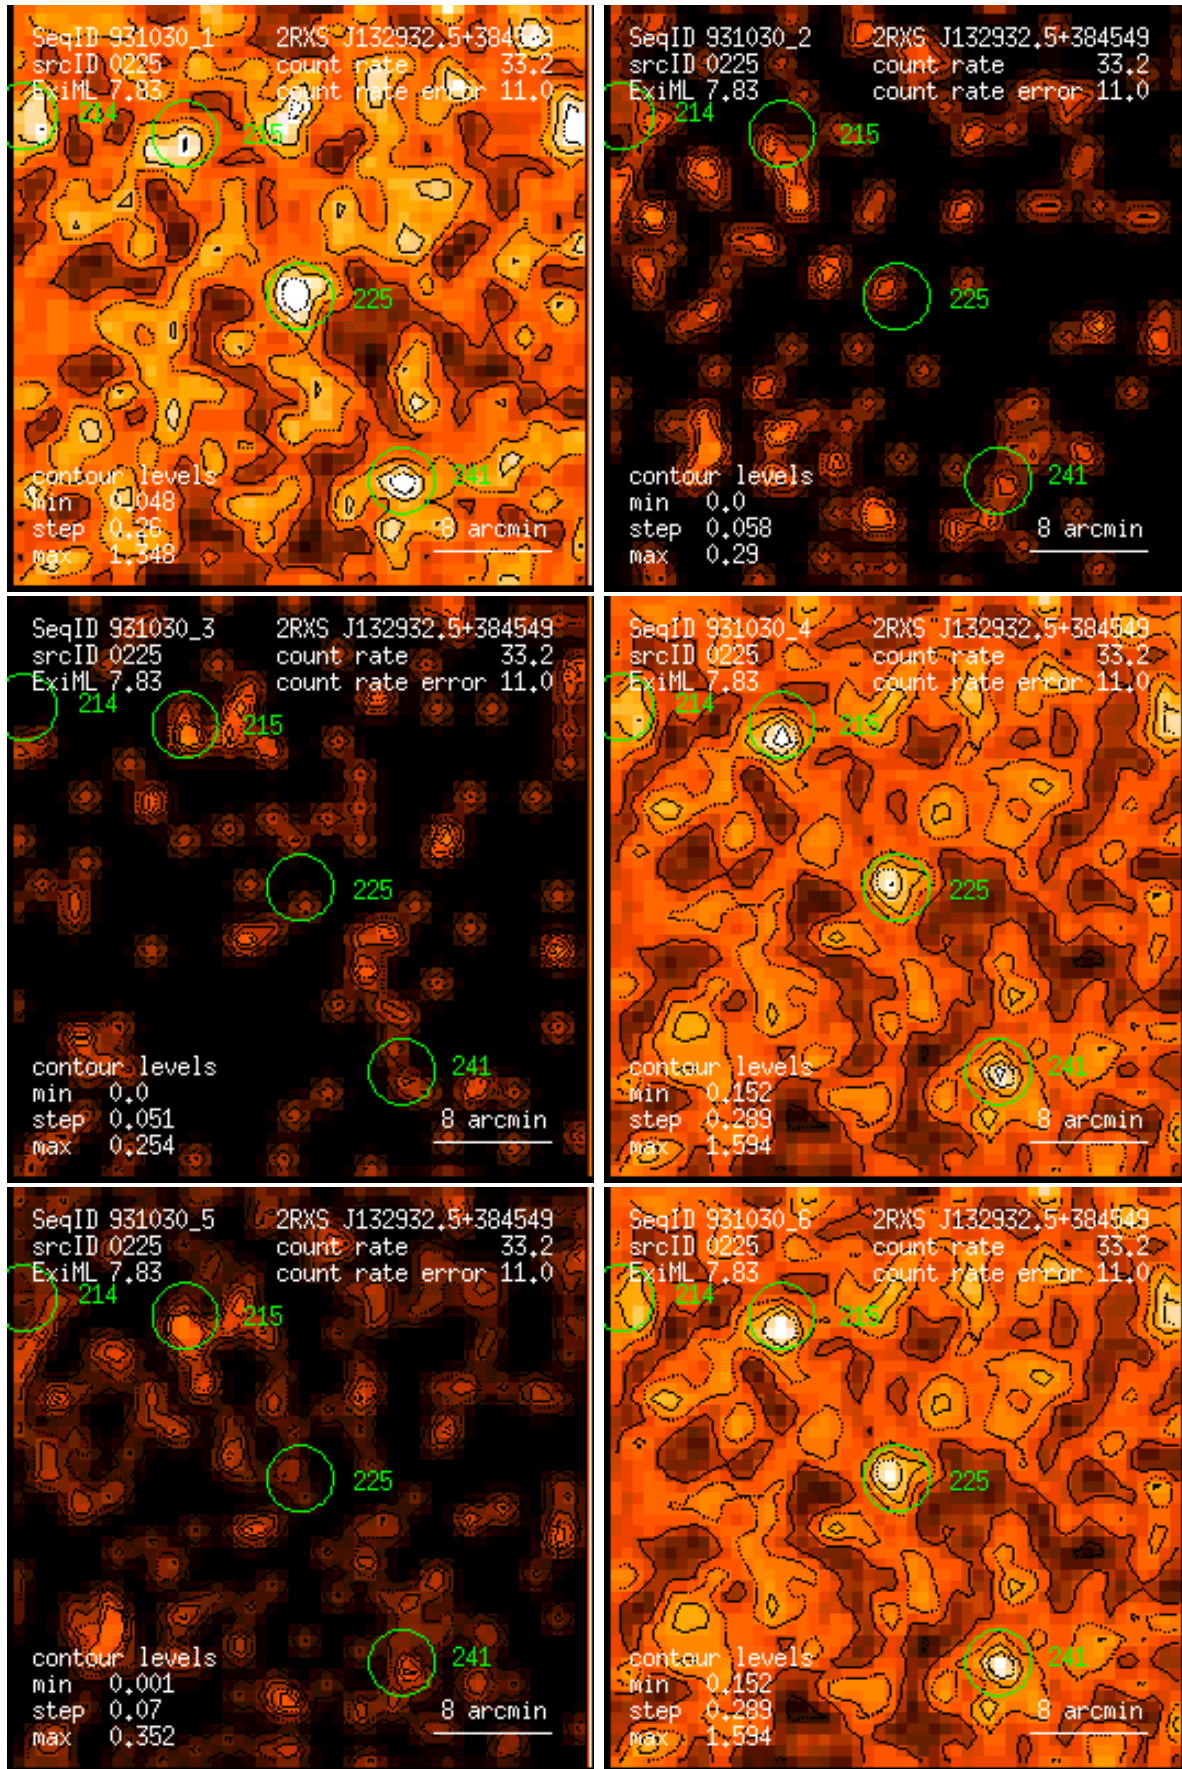 SeqID 931030_1 2RXS J132932.5+384549
srcID 0225 count rate 33.2
ExiML 7.83 count rate error 11.0
214
215
225
241
contour levels
min 0.048
step 0.26 8 arcmin
max 1.348
SeqID 931030_2 2RXS J132932.5+384549
srcID 0225 count rate 33.2
ExiML 7.83 count rate error 11.0
214
215
225
241
contour levels
min 0.0
step 0.058 8 arcmin
max 0.29
SeqID 931030_3 2RXS J132932.5+384549
srcID 0225 count rate 33.2
ExiML 7.83 count rate error 11.0
214
215
225
241
contour levels
min 0.0
step 0.051 8 arcmin
max 0.254
SeqID 931030_4 2RXS J132932.5+384549
srcID 0225 count rate 33.2
ExiML 7.83 count rate error 11.0
214
215
225
241
contour levels
min 0.152
step 0.289 8 arcmin
max 1.594
SeqID 931030_5 2RXS J132932.5+384549
srcID 0225 count rate 33.2
ExiML 7.83 count rate error 11.0
214
215
225
241
contour levels
min 0.001
step 0.07 8 arcmin
max 0.352
SeqID 931030_6 2RXS J132932.5+384549
srcID 0225 count rate 33.2
ExiML 7.83 count rate error 11.0
214
215
225
241
contour levels
min 0.152
step 0.289 8 arcmin
max 1.594